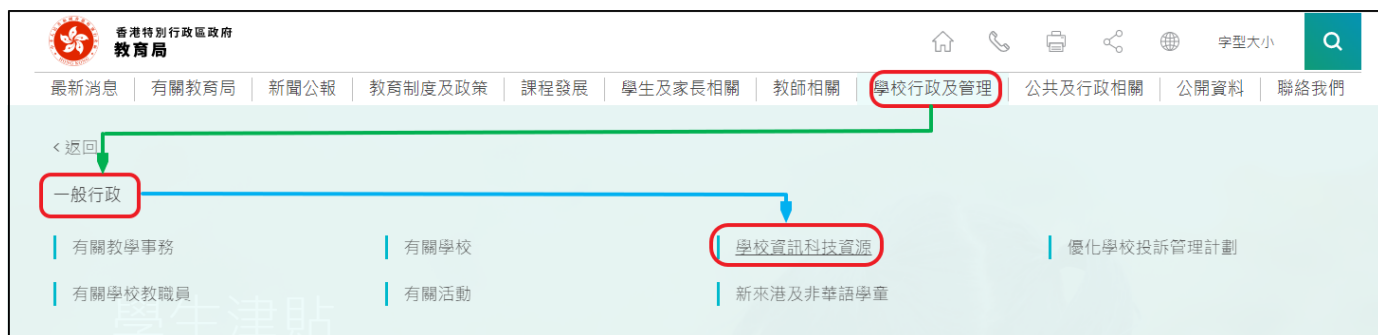 香港特別行政區政府
教育局
字型大小
最新消息 有關教育局 新聞公報 教育制度及政策 課程發展 學生及家長相關 教師相關 學校行政及管理 公共及行政相關 公開資料 聯絡我們
<返回
一般行政
有關教學事務 有關學校 學校資訊科技資源 優化學校投訴管理計劃
有關學校教職員 有關活動 新來港及非華語學童
學生津貼